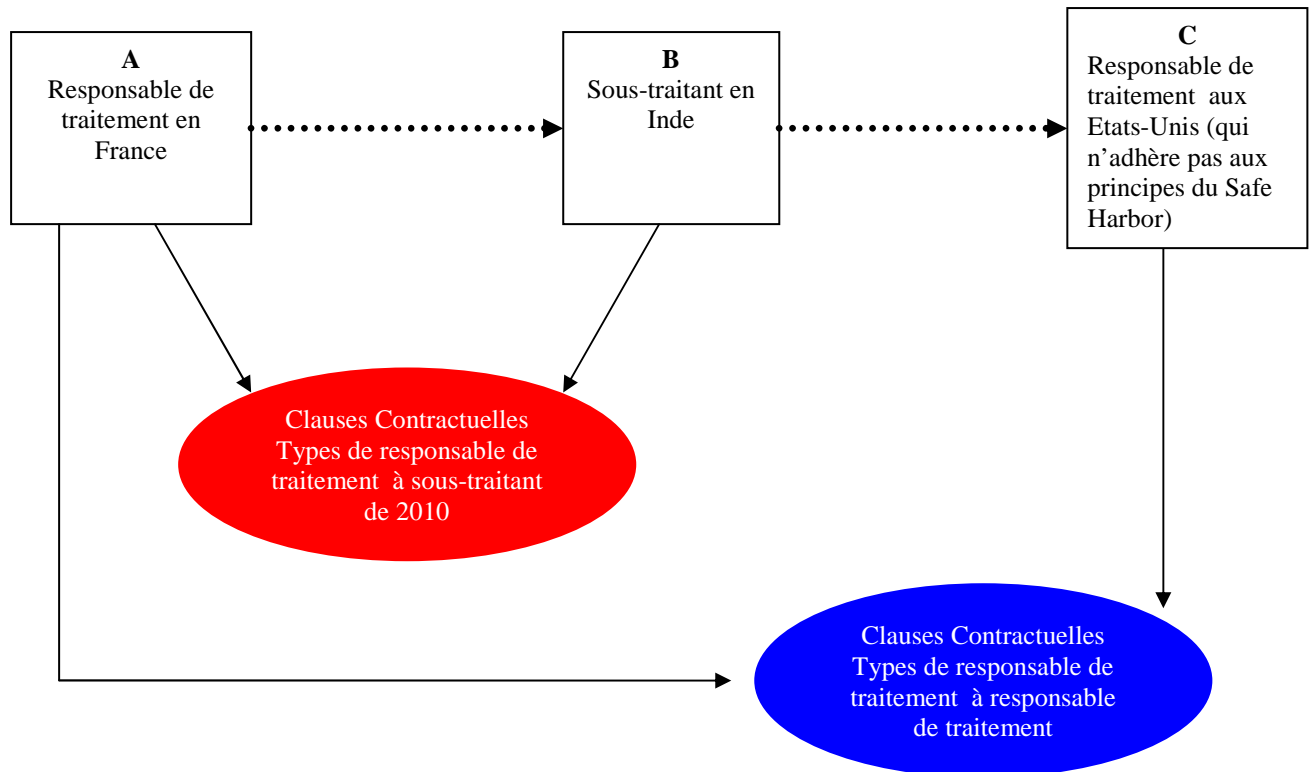 A
Responsable de
traitement en
France
B
Sous-traitant en
Inde
C
Responsable de
traitement aux
Etats-Unis (qui
n’adhère pas aux
principes du Safe
Harbor)
Clauses Contractuelles
Types de responsable de
traitement à sous-traitant
de 2010
Clauses Contractuelles
Types de responsable de
traitement à responsable
de traitement